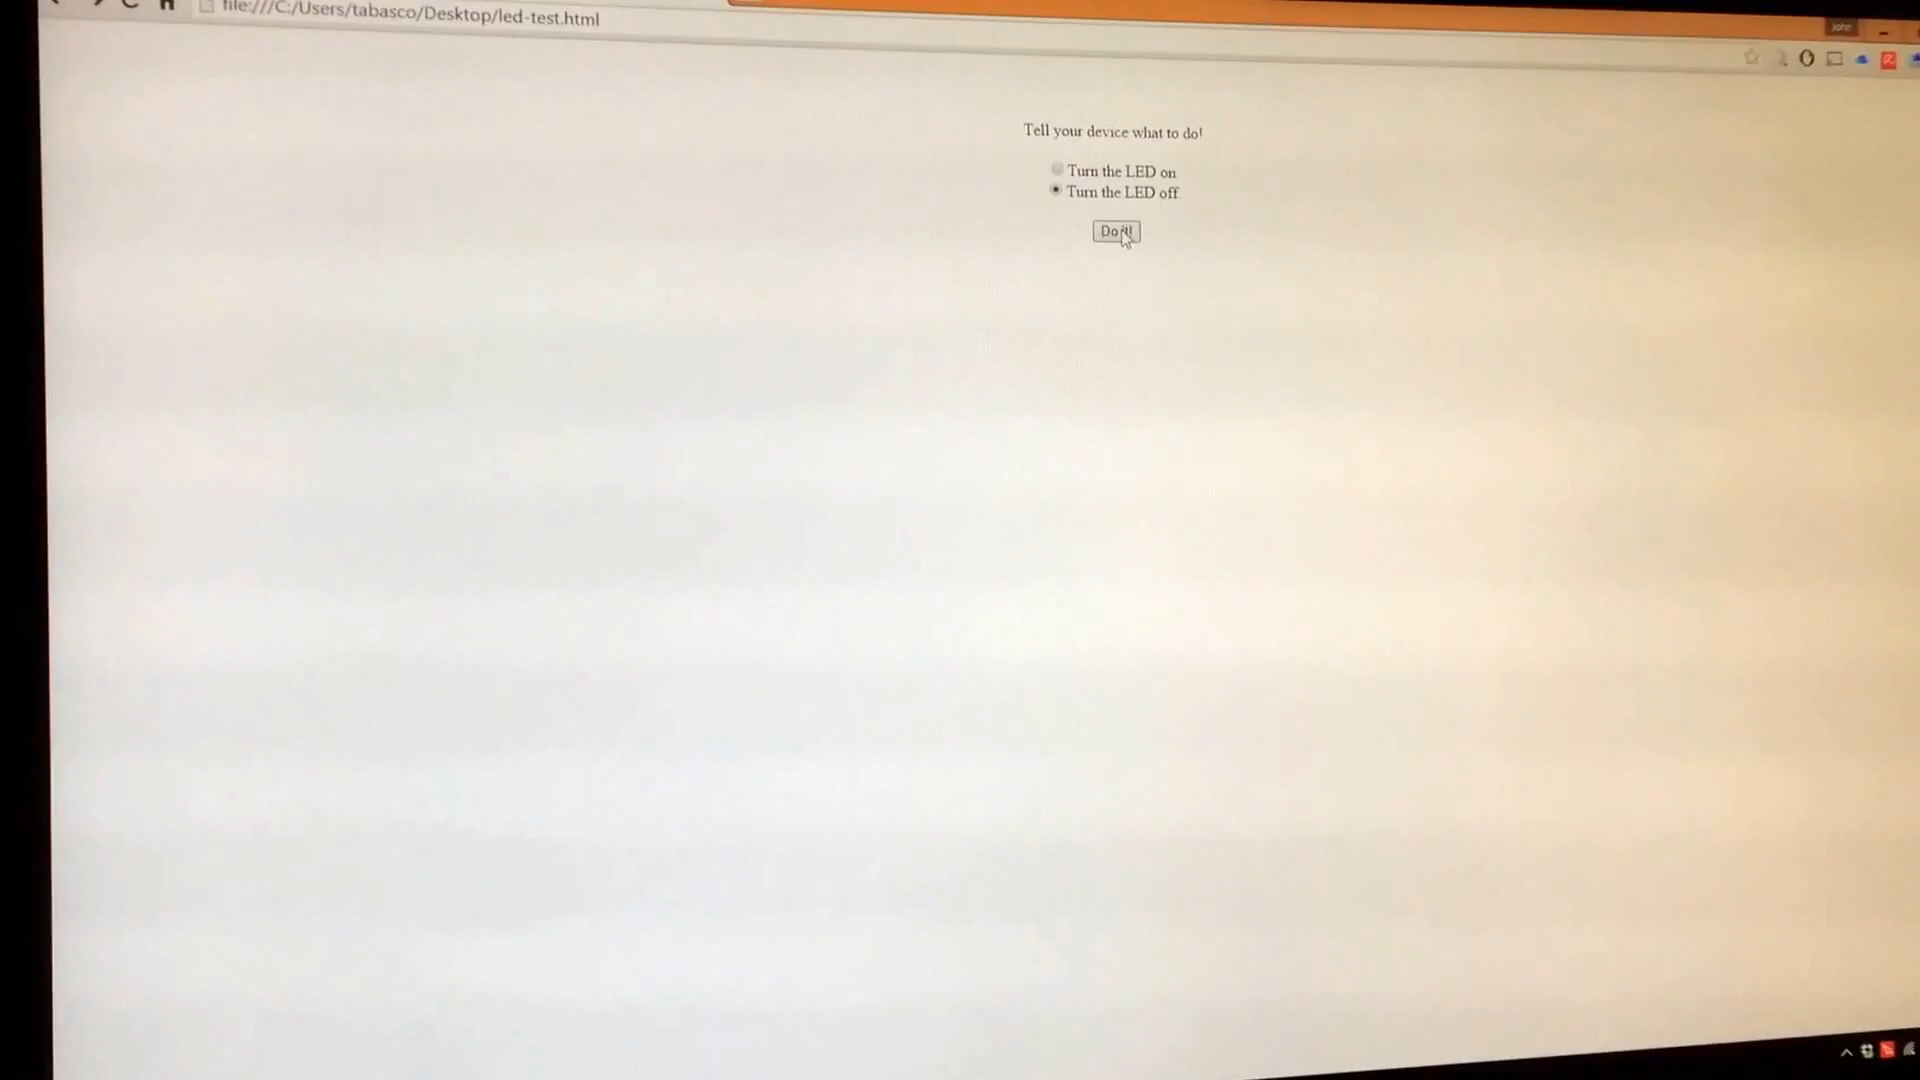 file:///C:/Users/tabasco/Desktop/led-test.html
John
Tell your device what to do!
Turn the LED on
Turn the LED off
Do it!